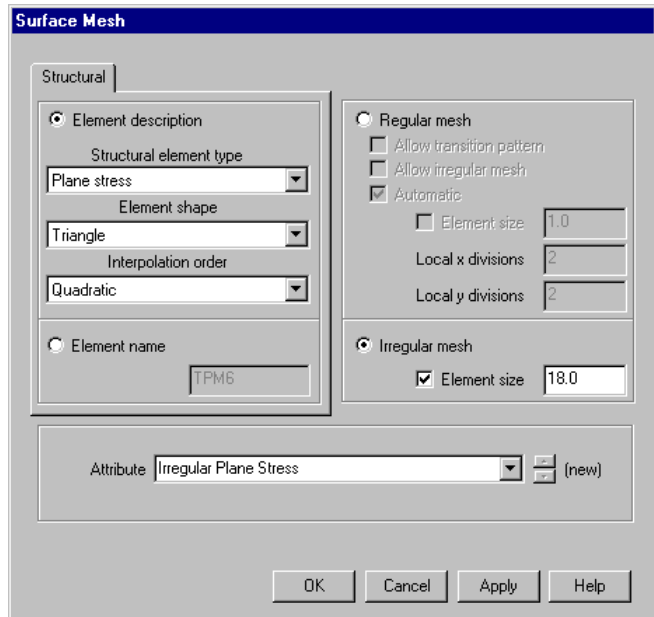 Surface Mesh
Structural
Element description
Structural element type
Plane stress
Element shape
Triangle
Interpolation order
Quadratic
Element name
TPM6
Regular mesh
Allow transition pattern
Allow irregular mesh
Automatic
Element size 1.0
Local x divisions 2
Local y divisions 2
Irregular mesh
Element size 18.0
Attribute Irregular Plane Stress (new)
OK Cancel Apply Help